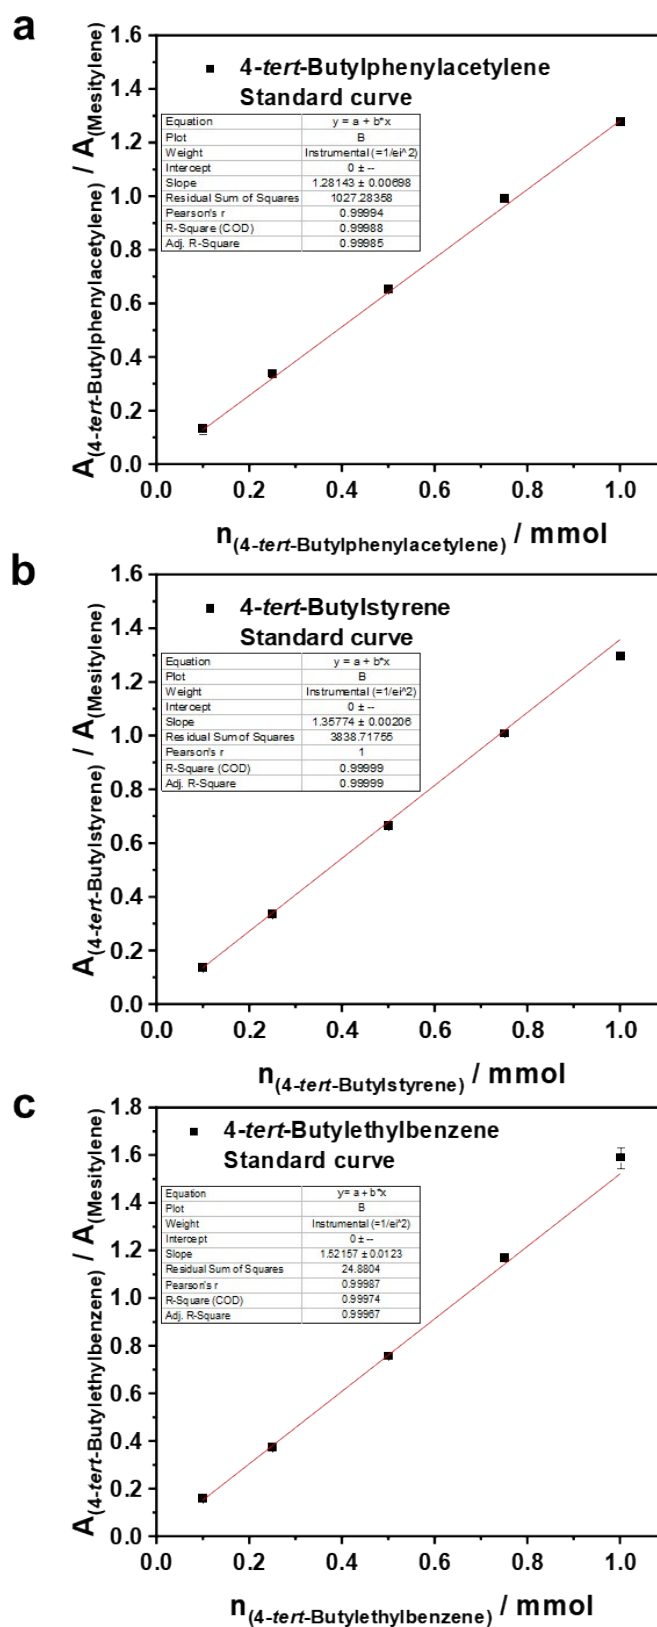 a
A(4-tert-Butylphenylacetylene) / A(Mesitylene)
1.6
1.4
1.2
1.0
0.8
0.6
0.4
0.2
0.0
4-tert-Butylphenylacetylene
Standard curve
Equation y = a + b*x
Plot B
Weight Instrumental (=1/ei^2)
Intercept 0 ± --
Slope 1.28143 ± 0.00698
Residual Sum of Squares 1027.28358
Pearson's r 0.99994
R-Square (COD) 0.99988
Adj. R-Square 0.99985
0.0 0.2 0.4 0.6 0.8 1.0
n(4-tert-Butylphenylacetylene) / mmol
b
A(4-tert-Butylstyrene) / A(Mesitylene)
1.6
1.4
1.2
1.0
0.8
0.6
0.4
0.2
0.0
4-tert-Butylstyrene
Standard curve
Equation y = a + b*x
Plot B
Weight Instrumental (=1/ei^2)
Intercept 0 ± --
Slope 1.35774 ± 0.00206
Residual Sum of Squares 3838.71755
Pearson's r 1
R-Square (COD) 0.99999
Adj. R-Square 0.99999
0.0 0.2 0.4 0.6 0.8 1.0
n(4-tert-Butylstyrene) / mmol
c
A(4-tert-Butylethylbenzene) / A(Mesitylene)
1.8
1.6
1.4
1.2
1.0
0.8
0.6
0.4
0.2
0.0
4-tert-Butylethylbenzene
Standard curve
Equation y= a + b*x
Plot B
Weight Instrumental (=1/ei^2)
Intercept 0 ± --
Slope 1.52157 ± 0.0123
Residual Sum of Squares 24.8804
Pearson's r 0.99987
R-Square (COD) 0.99974
Adj. R-Square 0.99967
0.0 0.2 0.4 0.6 0.8 1.0
n(4-tert-Butylethylbenzene) / mmol